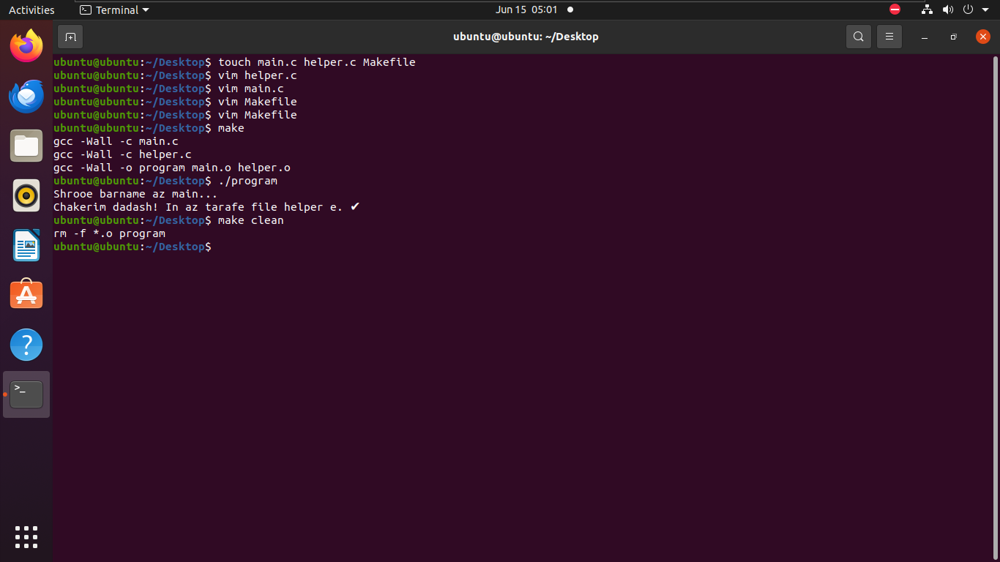 Activities
Terminal
Jun 15 05:01
ubuntu@ubuntu: ~/Desktop
ubuntu@ubuntu:~/Desktop$ touch main.c helper.c Makefile
ubuntu@ubuntu:~/Desktop$ vim helper.c
ubuntu@ubuntu:~/Desktop$ vim main.c
ubuntu@ubuntu:~/Desktop$ vim Makefile
ubuntu@ubuntu:~/Desktop$ vim Makefile
ubuntu@ubuntu:~/Desktop$ make
gcc -Wall -c main.c
gcc -Wall -c helper.c
gcc -Wall -o program main.o helper.o
ubuntu@ubuntu:~/Desktop$ ./program
Shrooe barname az main...
Chakerim dadash! In az tarafe file helper e. ✔
ubuntu@ubuntu:~/Desktop$ make clean
rm -f *.o program
ubuntu@ubuntu:~/Desktop$